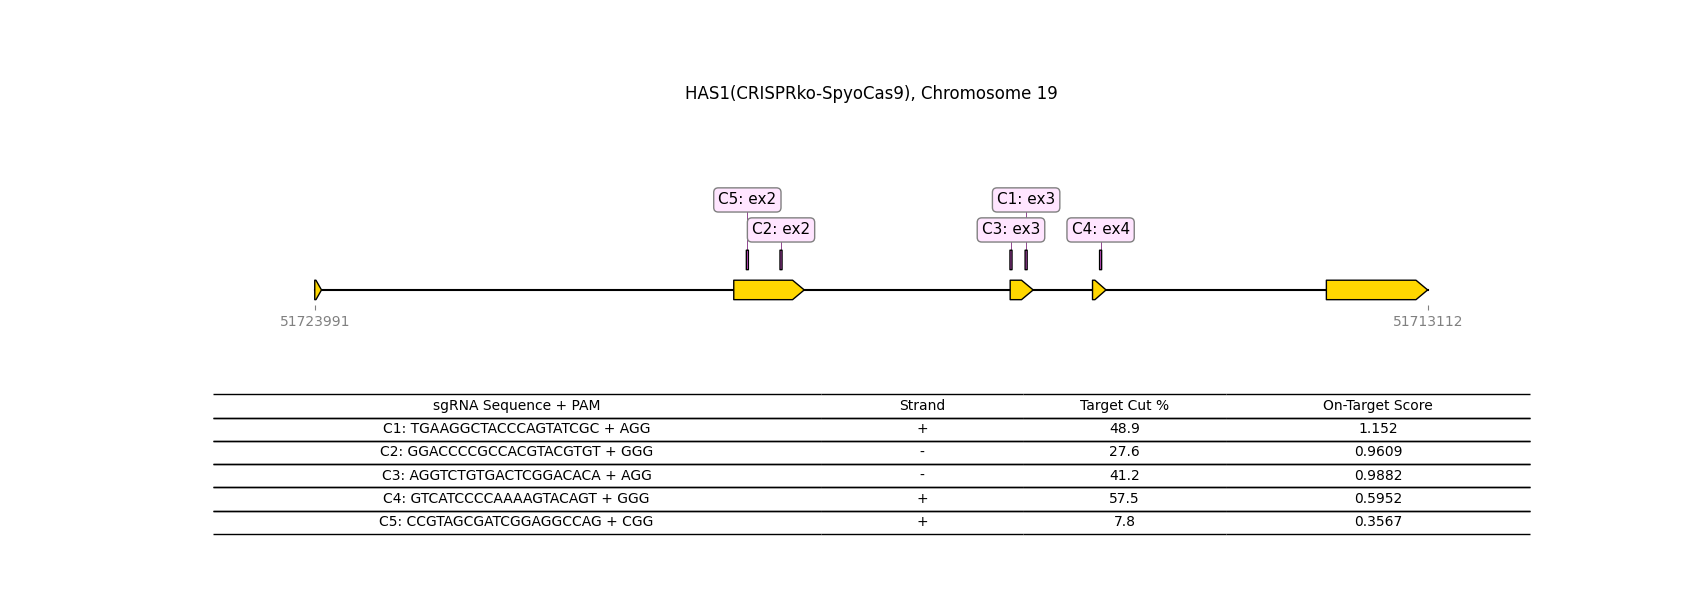 HAS1(CRISPRko-SpyoCas9), Chromosome 19
C5: ex2
C1: ex3
C2: ex2
C3: ex3
C4: ex4
51723991
51713112
sgRNA Sequence + PAM Strand Target Cut % On-Target Score
C1: TGAAGGCTACCCAGTATCGC + AGG + 48.9 1.152
C2: GGACCCCGCCACGTACGTGT + GGG - 27.6 0.9609
C3: AGGTCTGTGACTCGGACACA + AGG - 41.2 0.9882
C4: GTCATCCCCAAAAGTACAGT + GGG + 57.5 0.5952
C5: CCGTAGCGATCGGAGGCCAG + CGG + 7.8 0.3567